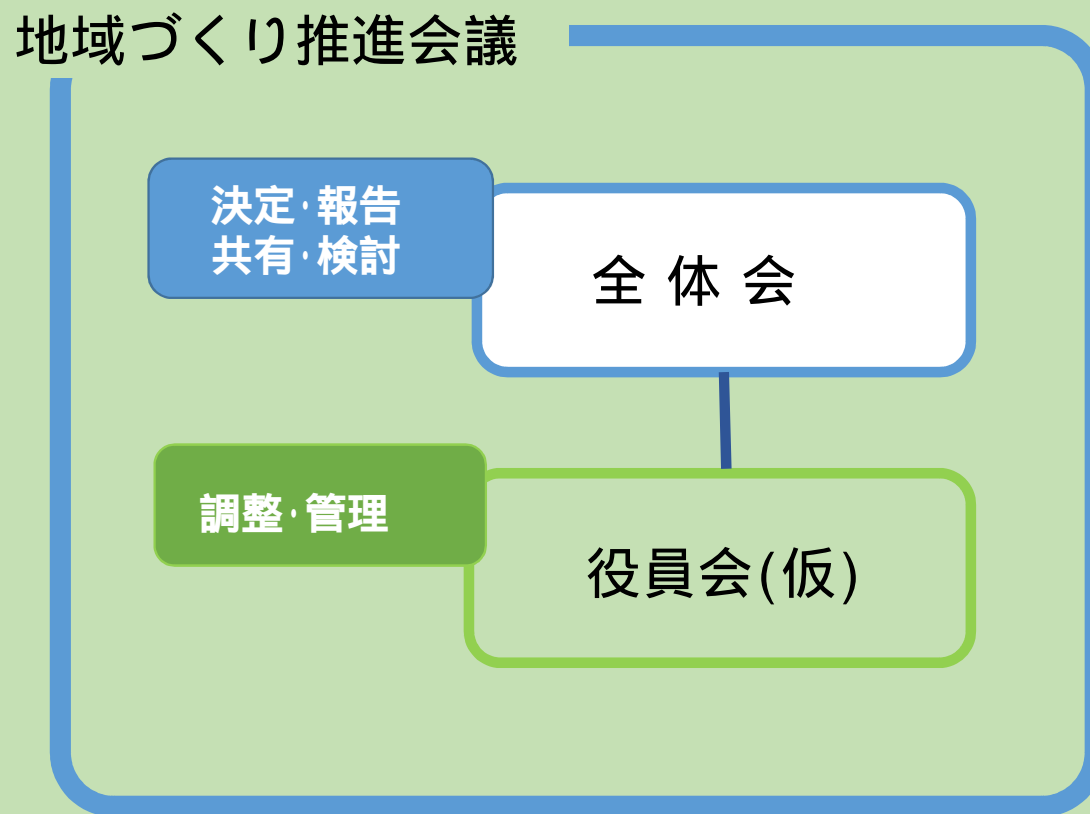 地域づくり推進会議
決定・報告
共有・検討
全 体 会
調整・管理
役員会(仮)